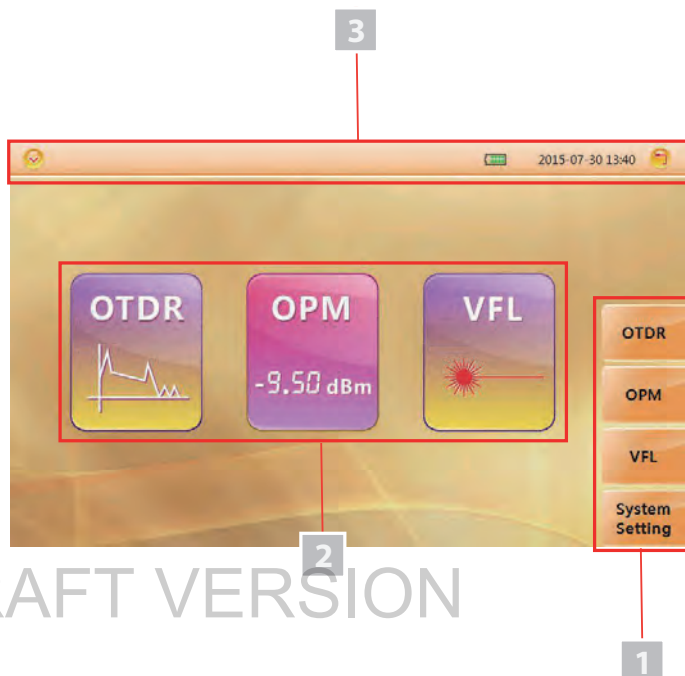 3
2015-07-30 13:40
OTDR
OPM
VFL
-9.50 dBm
OTDR
OPM
VFL
System
Setting
2
RAFT VERSION
1